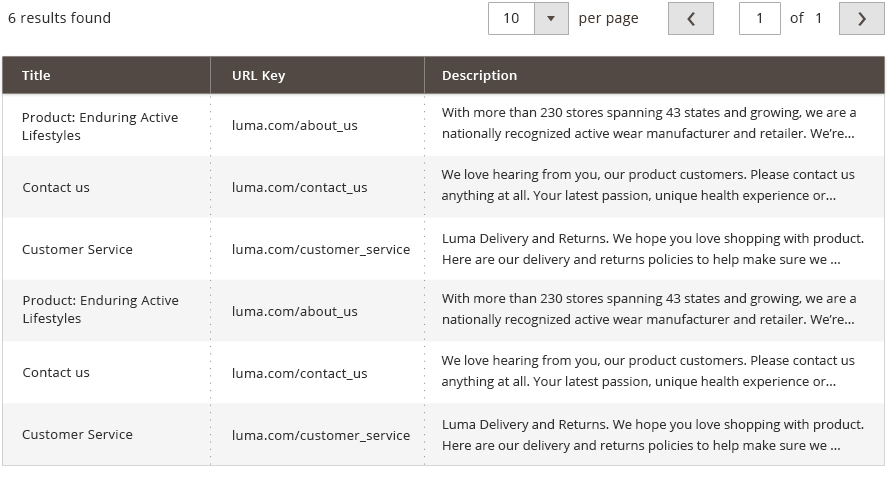 6 results found
10 per page 1 of 1
Title URL Key Description
Product: Enduring Active
Lifestyles
luma.com/about_us
With more than 230 stores spanning 43 states and growing, we are a
nationally recognized active wear manufacturer and retailer. We’re...
Contact us
luma.com/contact_us
We love hearing from you, our product customers. Please contact us
anything at all. Your latest passion, unique health experience or...
Customer Service
luma.com/customer_service
Luma Delivery and Returns. We hope you love shopping with product.
Here are our delivery and returns policies to help make sure we ...
Product: Enduring Active
Lifestyles
luma.com/about_us
With more than 230 stores spanning 43 states and growing, we are a
nationally recognized active wear manufacturer and retailer. We’re...
Contact us
luma.com/contact_us
We love hearing from you, our product customers. Please contact us
anything at all. Your latest passion, unique health experience or...
Customer Service
luma.com/customer_service
Luma Delivery and Returns. We hope you love shopping with product.
Here are our delivery and returns policies to help make sure we ...